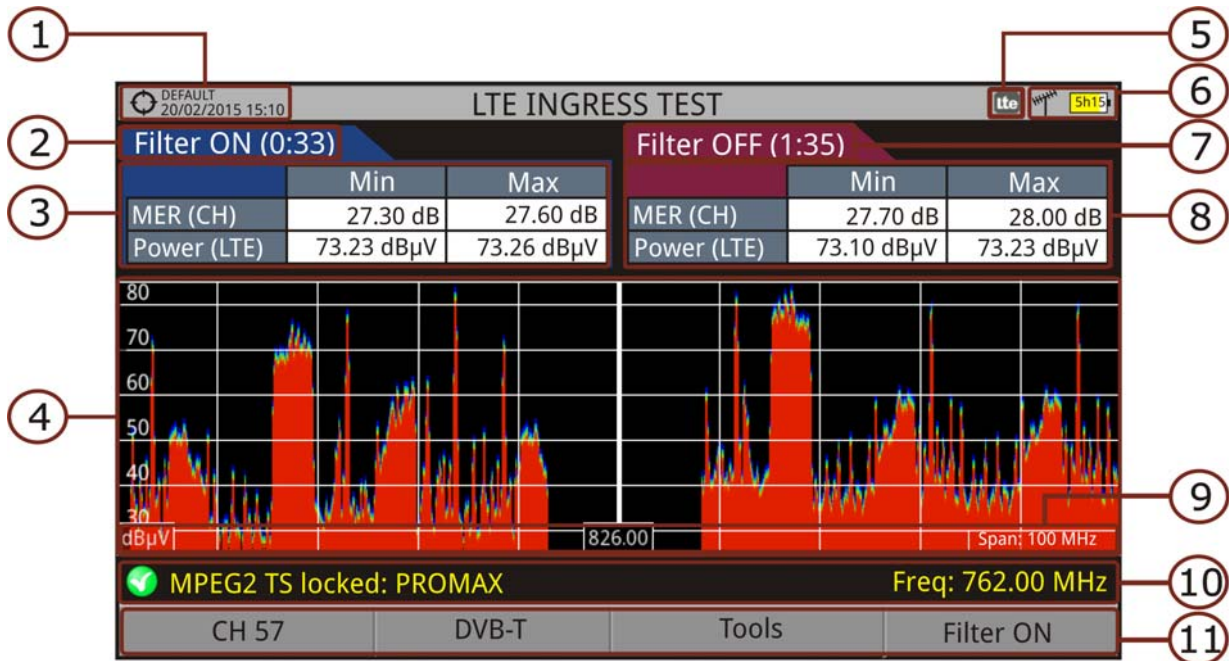 1
5
DEFAULT
20/02/2015 15:10
LTE INGRESS TEST
lte
5h15
6
2
Filter ON (0:33)
Filter OFF (1:35)
7
3
Min Max
MER (CH) 27.30 dB 27.60 dB
Power (LTE) 73.23 dBµV 73.26 dBµV
Min Max
MER (CH) 27.70 dB 28.00 dB
Power (LTE) 73.10 dBµV 73.23 dBµV
8
80
70
60
50
40
30
4
9
dBµV
826.00
Span: 100 MHz
MPEG2 TS locked: PROMAX
Freq: 762.00 MHz
10
CH 57
DVB-T
Tools
Filter ON
11